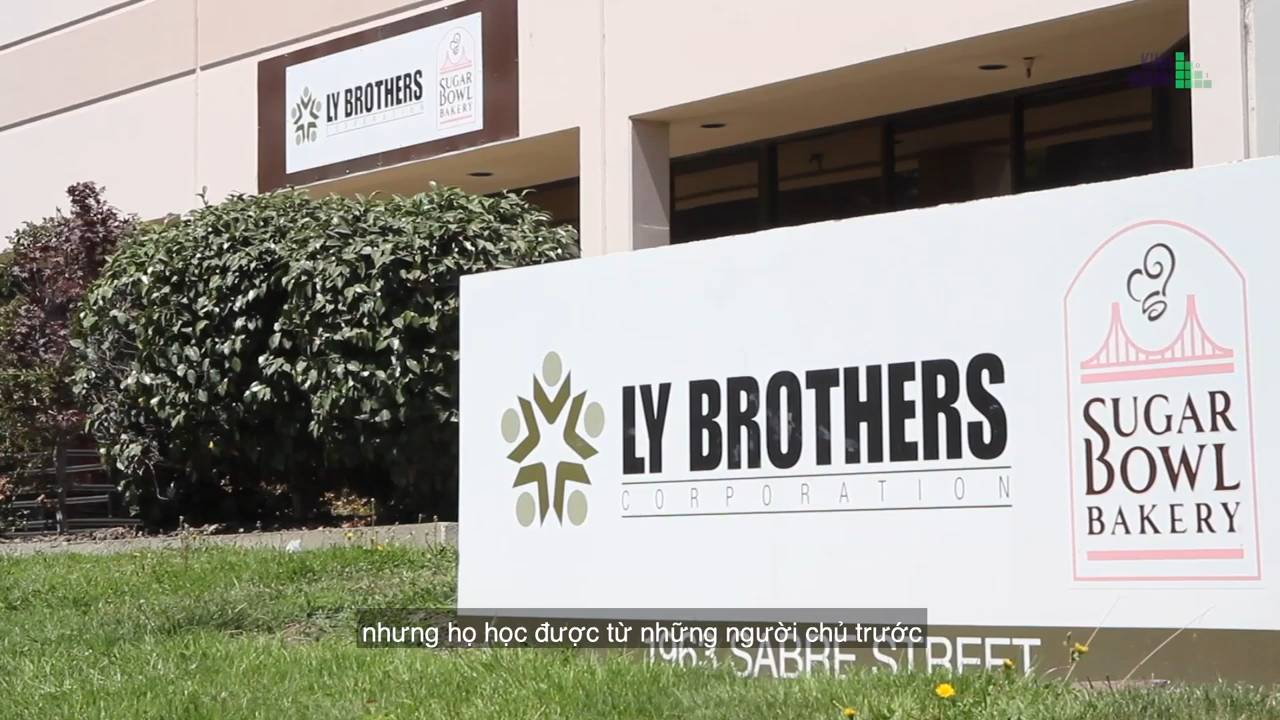 LY BROTHERS
CORPORATION
SUGAR
BOWL
BAKERY
LY BROTHERS
CORPORATION
SUGAR
BOWL
BAKERY
nhưng họ học được từ những người chủ trước
1963 SABRE STREET